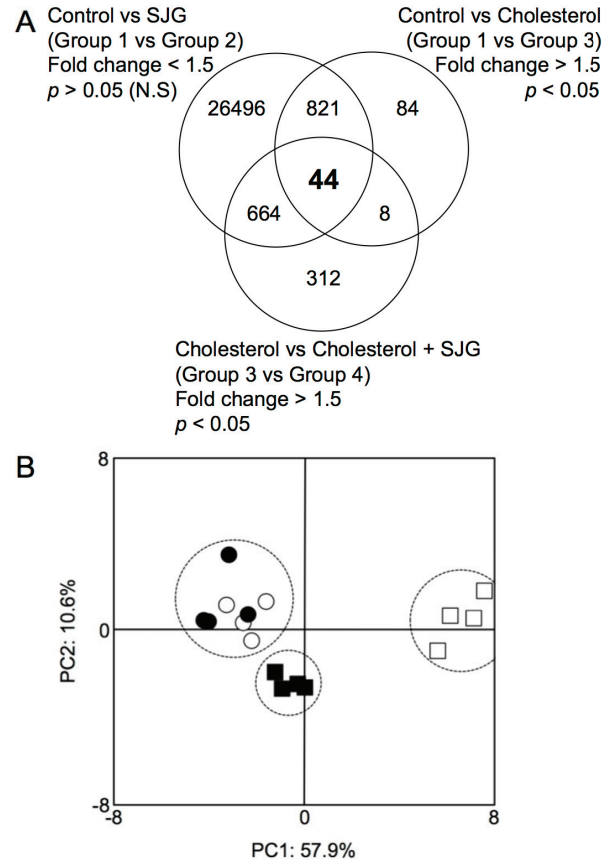 A
Control vs SJG
(Group 1 vs Group 2)
Fold change < 1.5
p > 0.05 (N.S)
Control vs Cholesterol
(Group 1 vs Group 3)
Fold change > 1.5
p < 0.05
26496
821
84
44
664
8
312
Cholesterol vs Cholesterol + SJG
(Group 3 vs Group 4)
Fold change > 1.5
p < 0.05
B
8
PC2: 10.6%
0
-8
-8
0
8
PC1: 57.9%